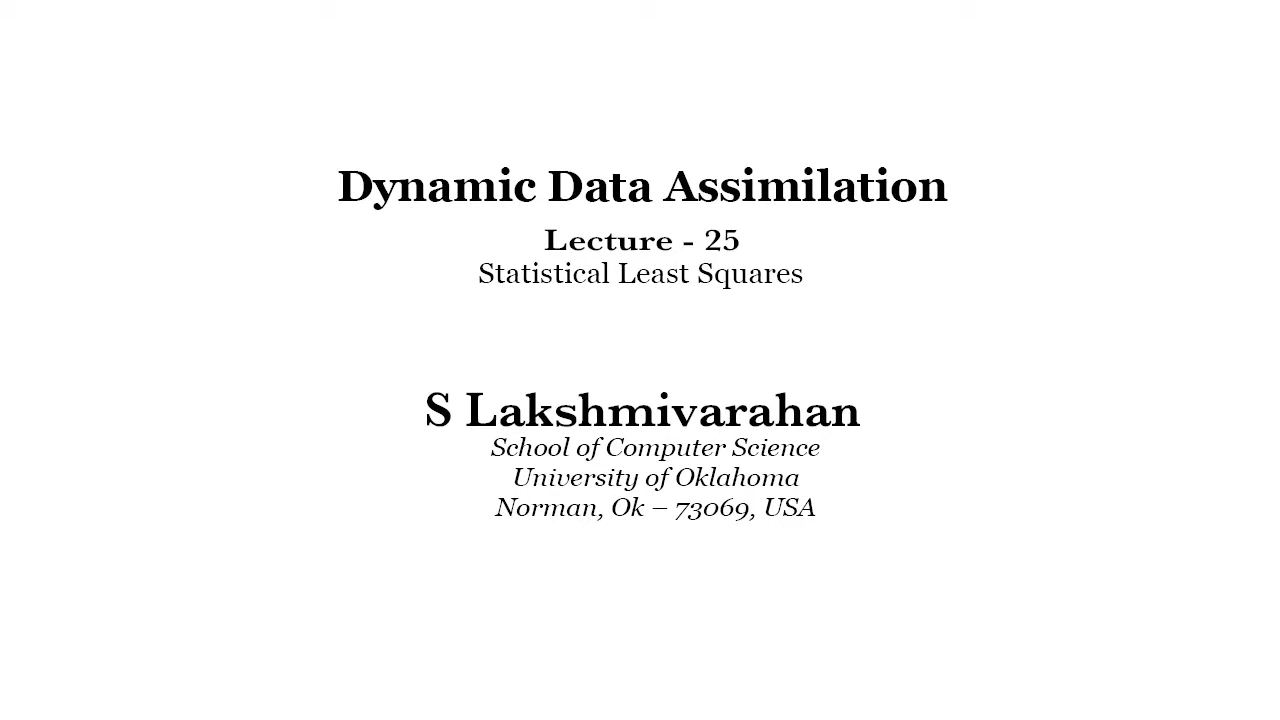 Dynamic Data Assimilation
Lecture - 25
Statistical Least Squares
S Lakshmivarahan
School of Computer Science
University of Oklahoma
Norman, Ok – 73069, USA